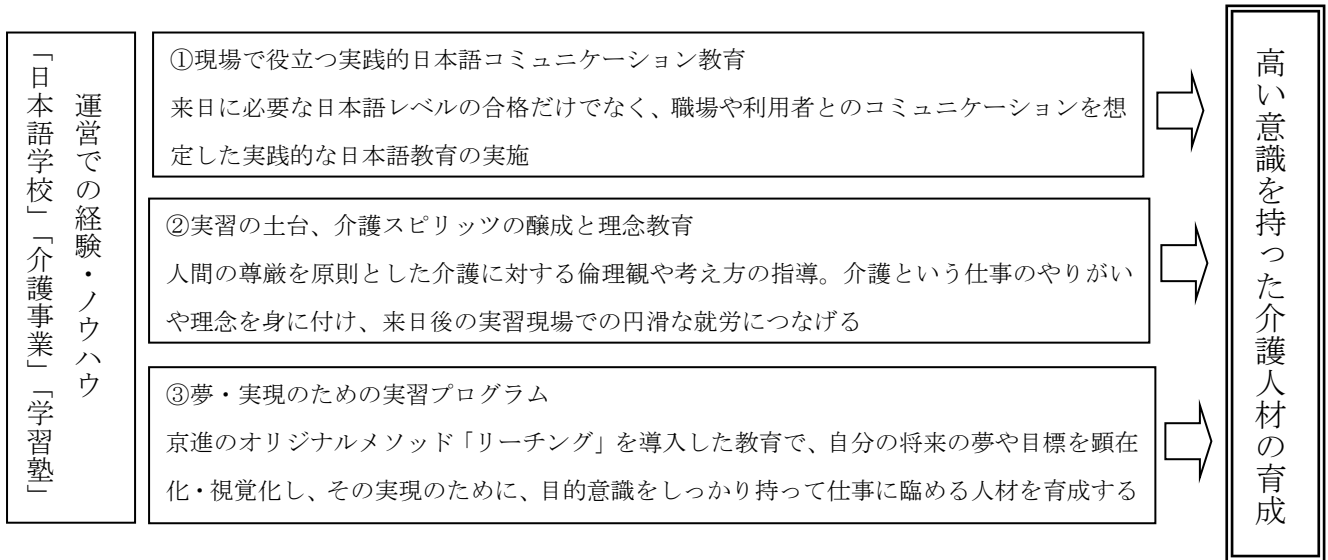 「日本語学校」「介護事業」「学習塾」
運営での経験・ノウハウ
①現場で役立つ実践的日本語コミュニケーション教育
来日に必要な日本語レベルの合格だけでなく、職場や利用者とのコミュニケーションを想
定した実践的な日本語教育の実施
②実習の土台、介護スピリッツの醸成と理念教育
人間の尊厳を原則とした介護に対する倫理観や考え方の指導。介護という仕事のやりがい
や理念を身に付け、来日後の実習現場での円滑な就労につなげる
③夢・実現のための実習プログラム
京進のオリジナルメソッド「リーチング」を導入した教育で、自分の将来の夢や目標を顕在
化・視覚化し、その実現のために、目的意識をしっかり持って仕事に臨める人材を育成する
高い意識を持った介護人材の育成